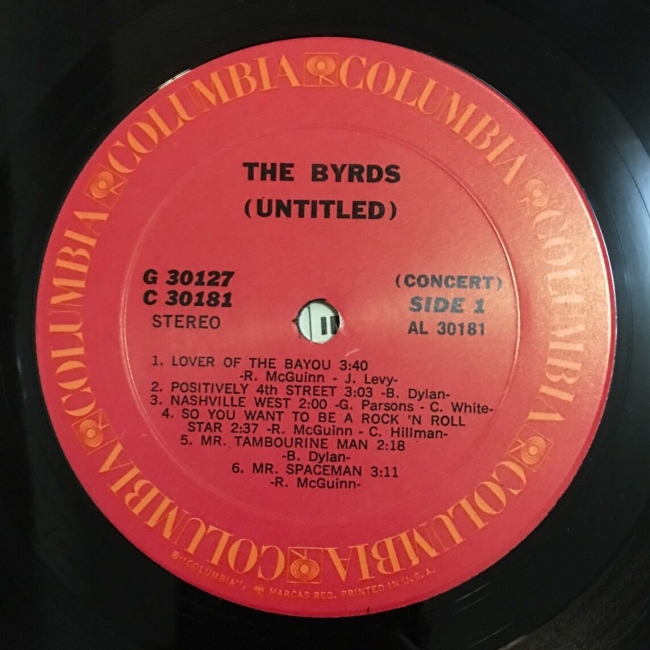 COLUMBIA COLUMBIA COLUMBIA COLUMBIA COLUMBIA COLUMBIA
THE BYRDS
(UNTITLED)
G 30127
C 30181
STEREO
(CONCERT)
SIDE 1
AL 30181
1. LOVER OF THE BAYOU 3:40
-R. McGuinn - J. Levy-
2. POSITIVELY 4th STREET 3:03 -B. Dylan-
3. NASHVILLE WEST 2:00 -G. Parsons - C. White-
4. SO YOU WANT TO BE A ROCK 'N ROLL
STAR 2:37 -R. McGuinn - C. Hillman-
5. MR. TAMBOURINE MAN 2:18
-B. Dylan-
6. MR. SPACEMAN 3:11
-R. McGuinn-
® "COLUMBIA", MARCAS REG. PRINTED IN U.S.A.